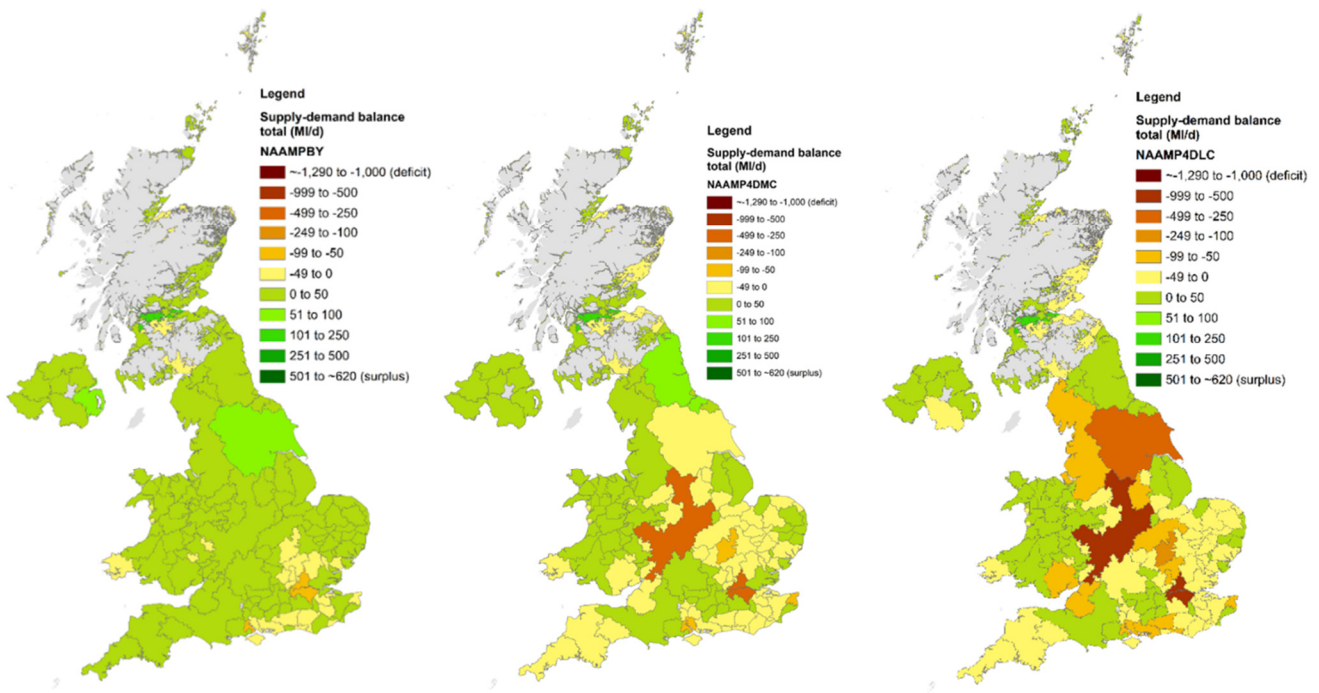 Legend
Supply-demand balance
total (Ml/d)
NAAMPBY
~-1,290 to -1,000 (deficit)
-999 to -500
-499 to -250
-249 to -100
-99 to -50
-49 to 0
0 to 50
51 to 100
101 to 250
251 to 500
501 to ~620 (surplus)
Legend
Supply-demand balance
total (Ml/d)
NAAMP4DMC
~-1,290 to -1,000 (deficit)
-999 to -500
-499 to -250
-249 to -100
-99 to -50
-49 to 0
0 to 50
51 to 100
101 to 250
251 to 500
501 to ~620 (surplus)
Legend
Supply-demand balance
total (Ml/d)
NAAMP4DLC
~-1,290 to -1,000 (deficit)
-999 to -500
-499 to -250
-249 to -100
-99 to -50
-49 to 0
0 to 50
51 to 100
101 to 250
251 to 500
501 to ~620 (surplus)